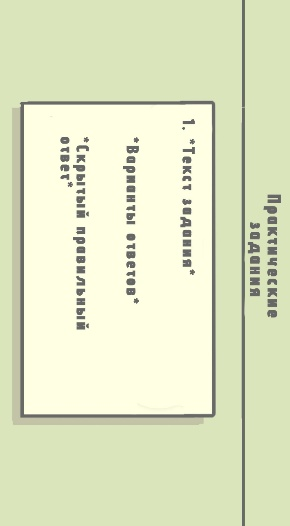 Практические
задания
1. *Текст задания*
*Варианты ответов*
*Скрытый правильный
ответ*